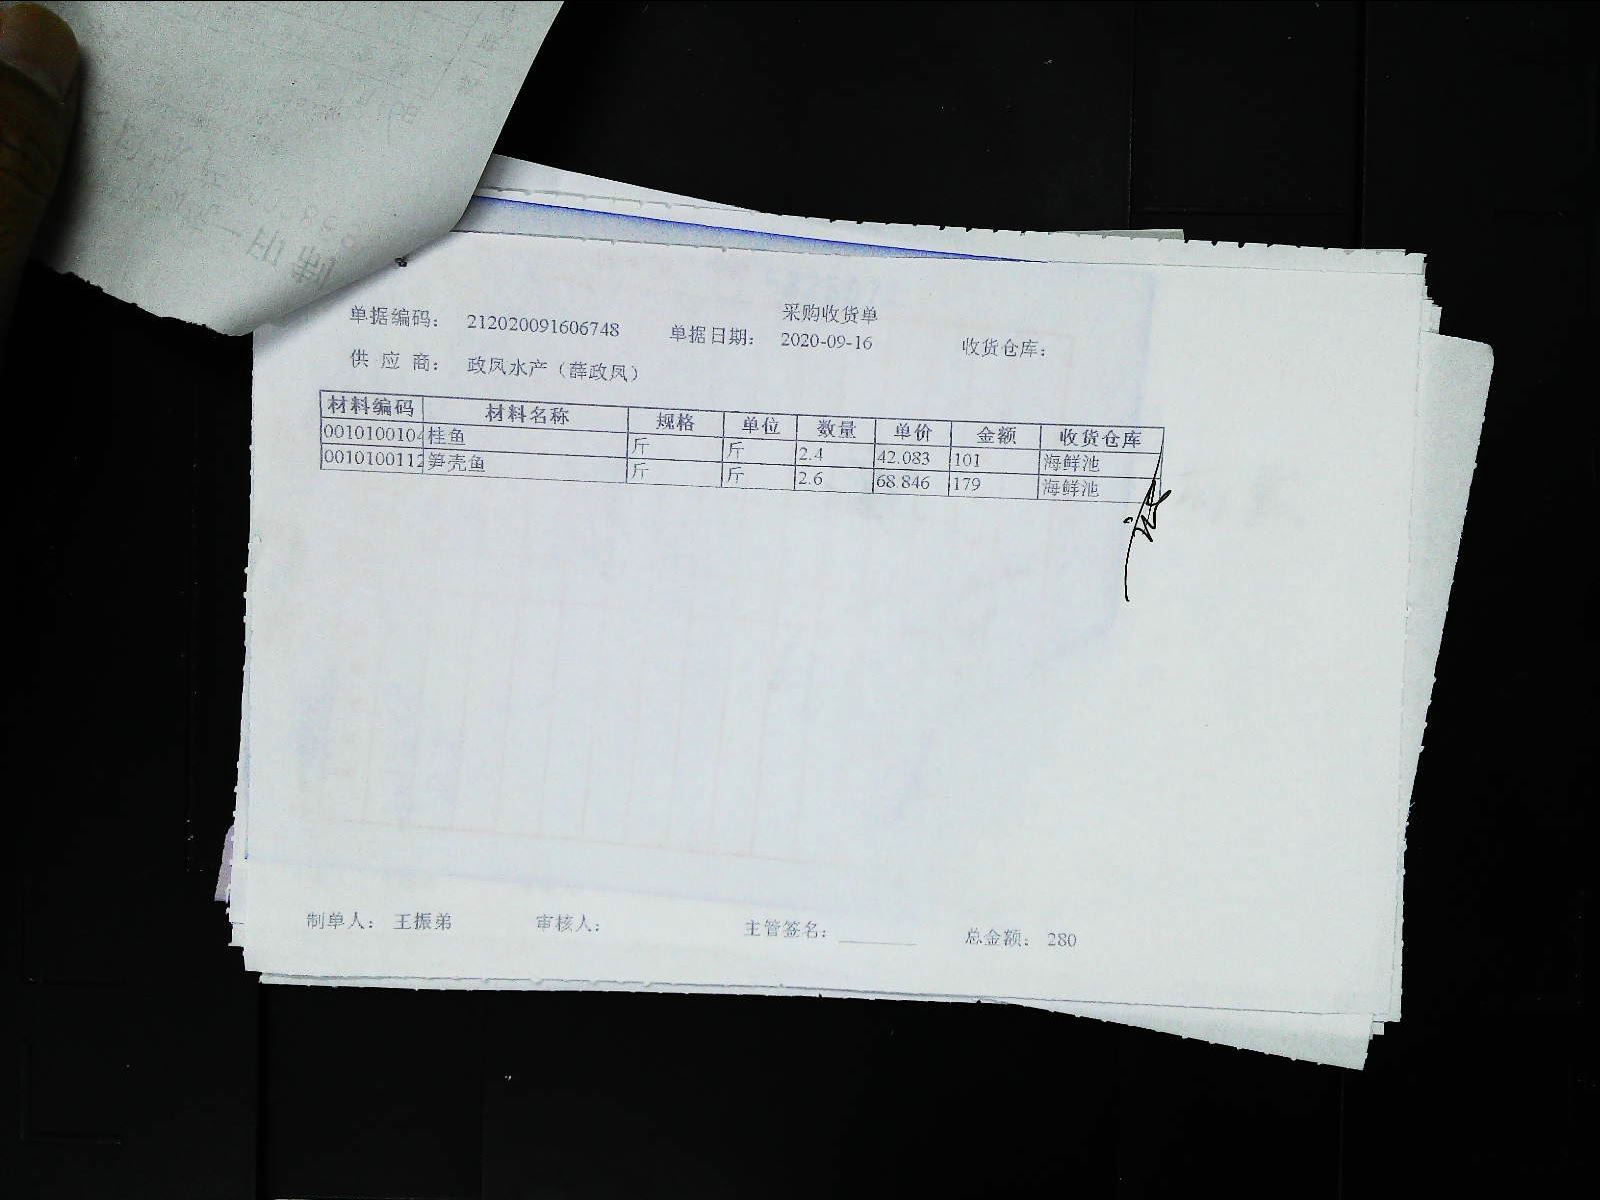 采购收货单
单据编码： 212020091606748 单据日期： 2020-09-16 收货仓库：
供 应 商： 政凤水产（薛政凤）
材料编码 材料名称 规格 单位 数量 单价 金额 收货仓库
0010100104 桂鱼 斤 斤 2.4 42.083 101 海鲜池
0010100112 笋壳鱼 斤 斤 2.6 68.846 179 海鲜池
制单人： 王振弟 审核人： 主管签名： 总金额： 280